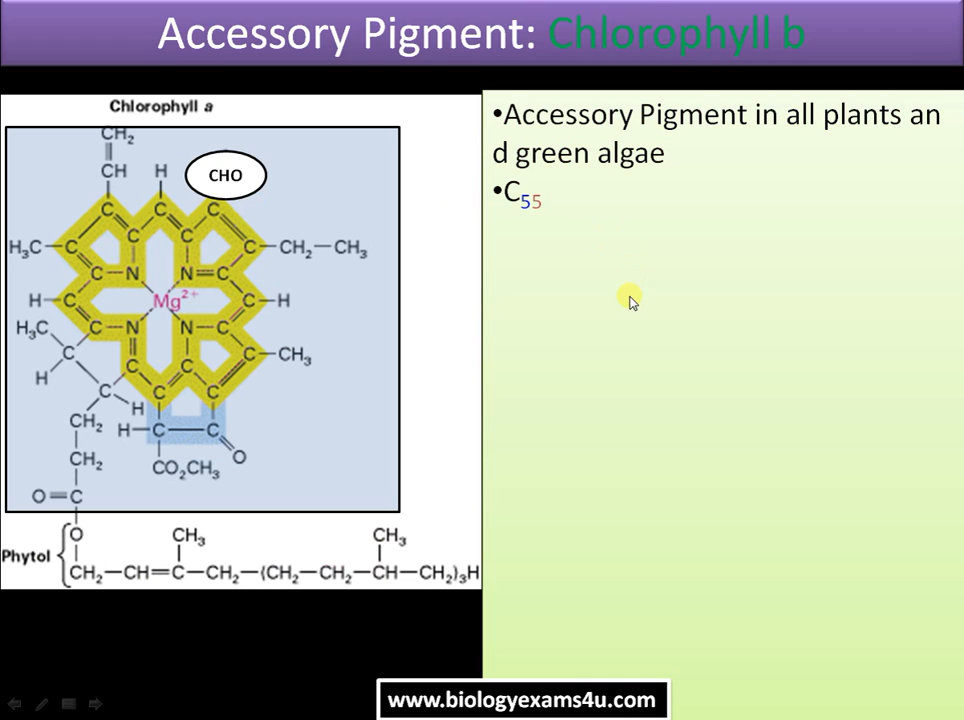 Accessory Pigment: Chlorophyll b
Chlorophyll a
CH₂
CH H CHO
C C C
H₃C C C C C CH₂ CH₃
C N N C
H C Mg²⁺ C H
H₃C C N N C
C C C C CH₃
H C C
C H
CH₂ H C C
O
CH₂ CO₂CH₃
O C
O CH₃ CH₃
Phytol
CH₂—CH=C—CH₂—(CH₂—CH₂—CH—CH₂)₃H
•Accessory Pigment in all plants an
d green algae
•C₅₅
www.biologyexams4u.com